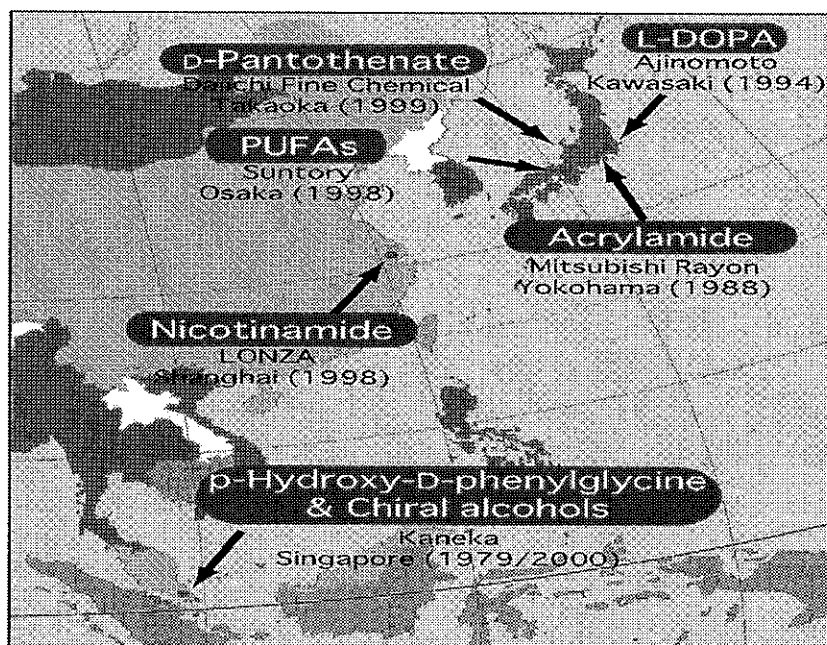 D-Pantothenate
Daiichi Fine Chemical
Takaoka (1999)
L-DOPA
Ajinomoto
Kawasaki (1994)
PUFAs
Suntory
Osaka (1998)
Acrylamide
Mitsubishi Rayon
Yokohama (1988)
Nicotinamide
LONZA
Shanghai (1998)
p-Hydroxy-D-phenylglycine
& Chiral alcohols
Kaneka
Singapore (1979/2000)